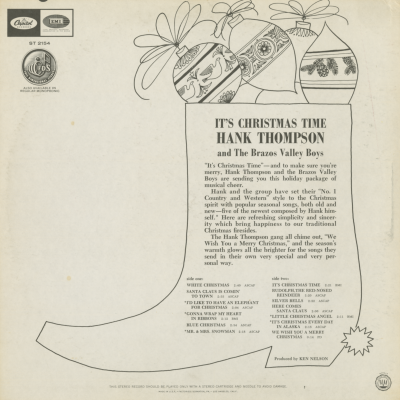 Capitol
EMI
ST 2154
IT'S CHRISTMAS TIME
HANK THOMPSON
and The Brazos Valley Boys
"It's Christmas Time"—and to make sure you're
merry, Hank Thompson and the Brazos Valley
Boys are sending you this holiday package of
musical cheer.
Hank and the group have set their "No. 1
Country and Western" style to the Christmas
spirit with popular seasonal songs, both old and
new—five of the newest composed by Hank him-
self." Here are refreshing simplicity and sincer-
ity which bring happiness to our traditional
Christmas firesides.
The Hank Thompson gang all chime out, "We
Wish You a Merry Christmas," and the season's
warmth glows all the brighter for the songs they
send in their own very special and very per-
sonal way.
side one:
WHITE CHRISTMAS
SANTA CLAUS IS COMIN'
TO TOWN
*I'D LIKE TO HAVE AN ELEPHANT
FOR CHRISTMAS
*GONNA WRAP MY HEART
IN RIBBONS
BLUE CHRISTMAS
*MR. & MRS. SNOWMAN
side two:
IT'S CHRISTMAS TIME
RUDOLPH, THE RED-NOSED
REINDEER
SILVER BELLS
HERE COMES
SANTA CLAUS
*LITTLE CHRISTMAS ANGEL
*IT'S CHRISTMAS EVERY DAY
IN ALASKA
WE WISH YOU A MERRY
CHRISTMAS
Produced by KEN NELSON